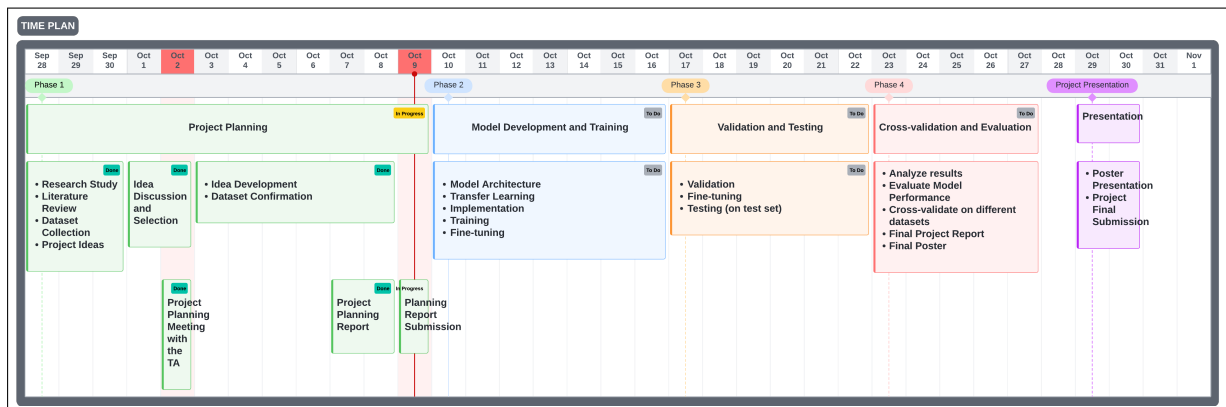 TIME PLAN
Sep 28
Sep 29
Sep 30
Oct 1
Oct 2
Oct 3
Oct 4
Oct 5
Oct 6
Oct 7
Oct 8
Oct 9
Oct 10
Oct 11
Oct 12
Oct 13
Oct 14
Oct 15
Oct 16
Oct 17
Oct 18
Oct 19
Oct 20
Oct 21
Oct 22
Oct 23
Oct 24
Oct 25
Oct 26
Oct 27
Oct 28
Oct 29
Oct 30
Oct 31
Nov 1
Phase 1
Phase 2
Phase 3
Phase 4
Project Presentation
In Progress
Project Planning
To Do
Model Development and Training
To Do
Validation and Testing
To Do
Cross-validation and Evaluation
Presentation
Done
• Research Study
• Literature
Review
• Dataset
Collection
• Project Ideas
Done
Idea
Discussion
and
Selection
Done
• Idea Development
• Dataset Confirmation
To Do
• Model Architecture
• Transfer Learning
• Implementation
• Training
• Fine-tuning
To Do
• Validation
• Fine-tuning
• Testing (on test set)
• Analyze results
• Evaluate Model
Performance
• Cross-validate on different
datasets
• Final Project Report
• Final Poster
• Poster
Presentation
• Project
Final
Submission
Done
Project
Planning
Meeting
with
the
TA
Done
Project
Planning
Report
In Progress
Planning
Report
Submission